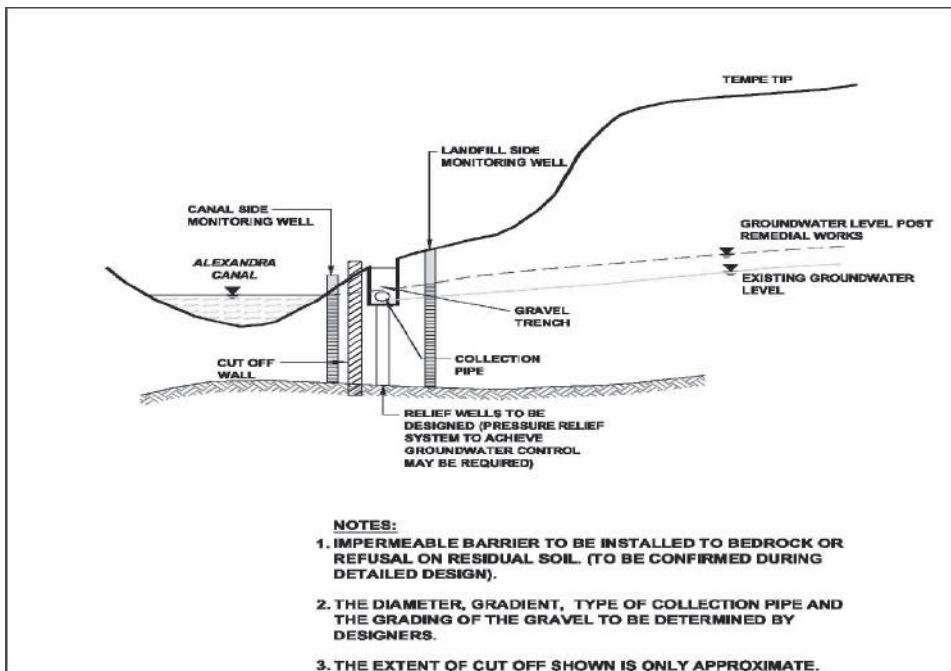 TEMPE TIP
LANDFILL SIDE
MONITORING WELL
CANAL SIDE
MONITORING WELL
GROUNDWATER LEVEL POST
REMEDIAL WORKS
ALEXANDRA
CANAL
EXISTING GROUNDWATER
LEVEL
GRAVEL
TRENCH
CUT OFF
WALL
COLLECTION
PIPE
RELIEF WELLS TO BE
DESIGNED (PRESSURE RELIEF
SYSTEM TO ACHIEVE
GROUNDWATER CONTROL
MAY BE REQUIRED)
NOTES:
1. IMPERMEABLE BARRIER TO BE INSTALLED TO BEDROCK OR
REFUSAL ON RESIDUAL SOIL. (TO BE CONFIRMED DURING
DETAILED DESIGN).
2. THE DIAMETER, GRADIENT, TYPE OF COLLECTION PIPE AND
THE GRADING OF THE GRAVEL TO BE DETERMINED BY
DESIGNERS.
3. THE EXTENT OF CUT OFF SHOWN IS ONLY APPROXIMATE.